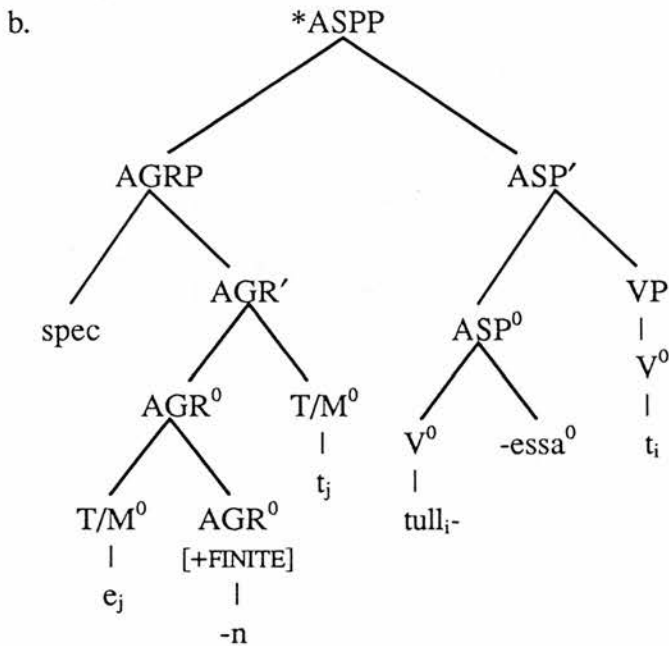 b. *ASPP
AGRP ASP′
spec AGR′ ASP⁰ VP
AGR⁰ T/M⁰ V⁰ -essa⁰ V⁰
T/M⁰ AGR⁰ tⱼ tullᵢ- tᵢ
[+FINITE]
eⱼ
-n